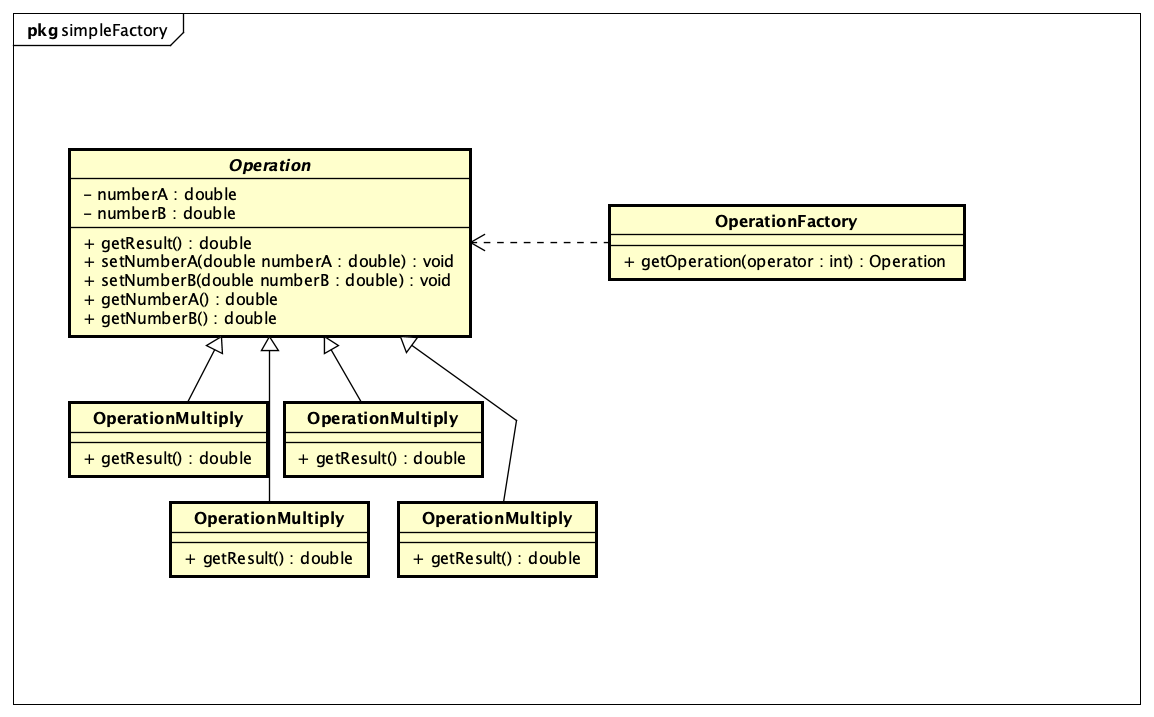 pkg simpleFactory
Operation
- numberA : double
- numberB : double
+ getResult() : double
+ setNumberA(double numberA : double) : void
+ setNumberB(double numberB : double) : void
+ getNumberA() : double
+ getNumberB() : double
OperationFactory
+ getOperation(operator : int) : Operation
OperationMultiply
+ getResult() : double
OperationMultiply
+ getResult() : double
OperationMultiply
+ getResult() : double
OperationMultiply
+ getResult() : double